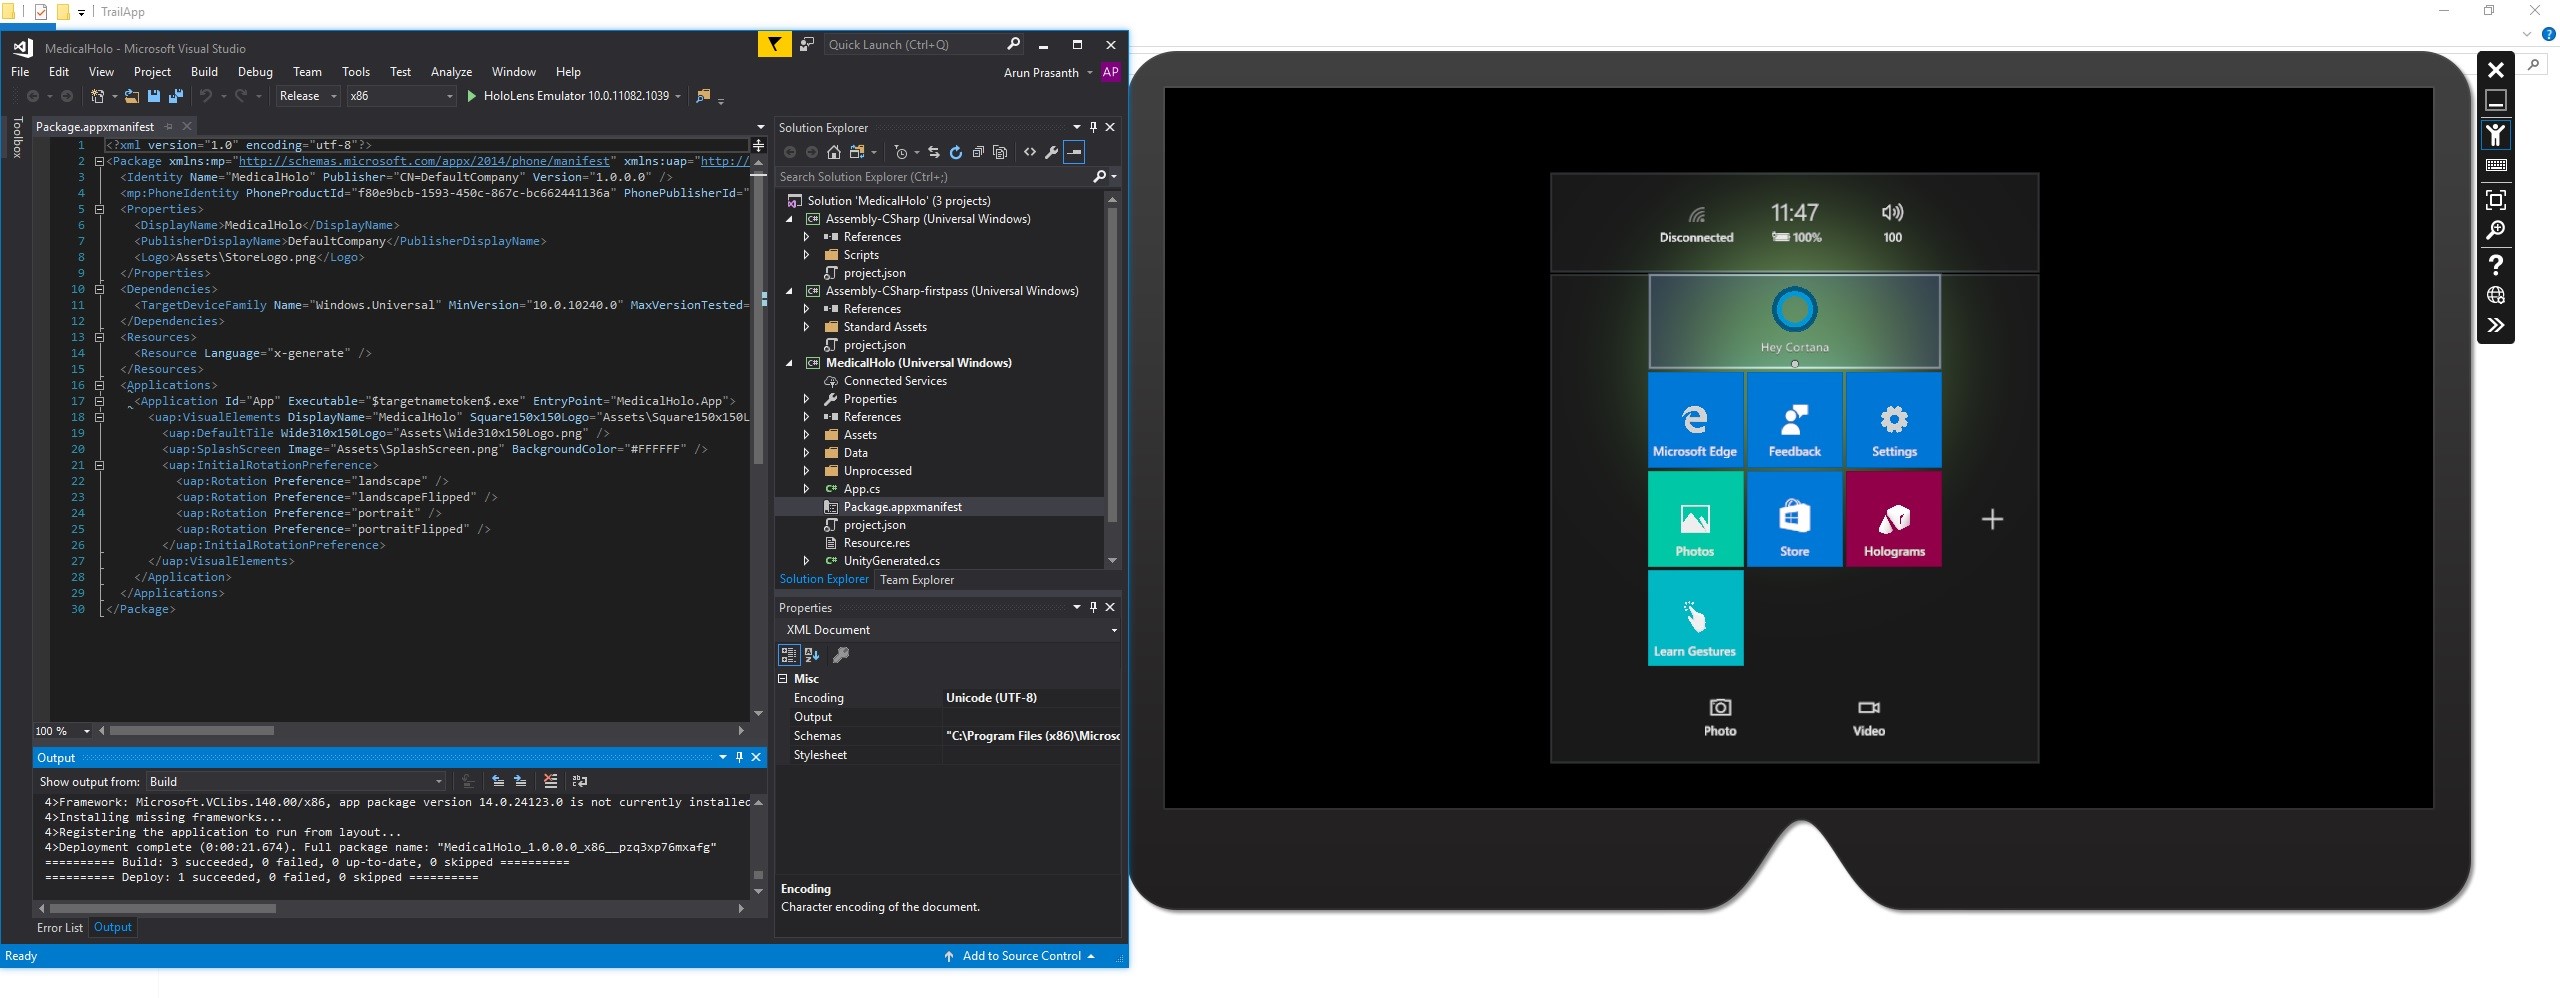 TrailApp
MedicalHolo - Microsoft Visual Studio
Quick Launch (Ctrl+Q)
File Edit View Project Build Debug Team Tools Test Analyze Window Help
Arun Prasanth AP
Release x86 HoloLens Emulator 10.0.11082.1039
Toolbox
Package.appxmanifest
1 <?xml version="1.0" encoding="utf-8"?>
2 <Package xmlns:mp="http://schemas.microsoft.com/appx/2014/phone/manifest" xmlns:uap="http://
3 <Identity Name="MedicalHolo" Publisher="CN=DefaultCompany" Version="1.0.0.0" />
4 <mp:PhoneIdentity PhoneProductId="f80e9bcb-1593-450c-867c-bc662441136a" PhonePublisherId="
5 <Properties>
6 <DisplayName>MedicalHolo</DisplayName>
7 <PublisherDisplayName>DefaultCompany</PublisherDisplayName>
8 <Logo>Assets\StoreLogo.png</Logo>
9 </Properties>
10 <Dependencies>
11 <TargetDeviceFamily Name="Windows.Universal" MinVersion="10.0.10240.0" MaxVersionTested=
12 </Dependencies>
13 <Resources>
14 <Resource Language="x-generate" />
15 </Resources>
16 <Applications>
17 <Application Id="App" Executable="$targetnametoken$.exe" EntryPoint="MedicalHolo.App">
18 <uap:VisualElements DisplayName="MedicalHolo" Square150x150Logo="Assets\Square150x150L
19 <uap:DefaultTile Wide310x150Logo="Assets\Wide310x150Logo.png" />
20 <uap:SplashScreen Image="Assets\SplashScreen.png" BackgroundColor="#FFFFFF" />
21 <uap:InitialRotationPreference>
22 <uap:Rotation Preference="landscape" />
23 <uap:Rotation Preference="landscapeFlipped" />
24 <uap:Rotation Preference="portrait" />
25 <uap:Rotation Preference="portraitFlipped" />
26 </uap:InitialRotationPreference>
27 </uap:VisualElements>
28 </Application>
29 </Applications>
30 </Package>
100 %
Output
Show output from: Build
4>Framework: Microsoft.VCLibs.140.00/x86, app package version 14.0.24123.0 is not currently installed
4>Installing missing frameworks...
4>Registering the application to run from layout...
4>Deployment complete (0:00:21.674). Full package name: "MedicalHolo_1.0.0.0_x86__pzq3xp76mxafg"
========== Build: 3 succeeded, 0 failed, 0 up-to-date, 0 skipped ==========
========== Deploy: 1 succeeded, 0 failed, 0 skipped ==========
Error List Output
Ready
Add to Source Control
Solution Explorer
Search Solution Explorer (Ctrl+;)
Solution 'MedicalHolo' (3 projects)
Assembly-CSharp (Universal Windows)
References
Scripts
project.json
Assembly-CSharp-firstpass (Universal Windows)
References
Standard Assets
project.json
MedicalHolo (Universal Windows)
Connected Services
Properties
References
Assets
Data
Unprocessed
App.cs
Package.appxmanifest
project.json
Resource.res
UnityGenerated.cs
Solution Explorer Team Explorer
Properties
XML Document
Misc
Encoding Unicode (UTF-8)
Output
Schemas "C:\Program Files (x86)\Microso
Stylesheet
Encoding
Character encoding of the document.
11:47
Disconnected 100% 100
Hey Cortana
Microsoft Edge Feedback Settings
Photos Store Holograms
Learn Gestures
Photo Video